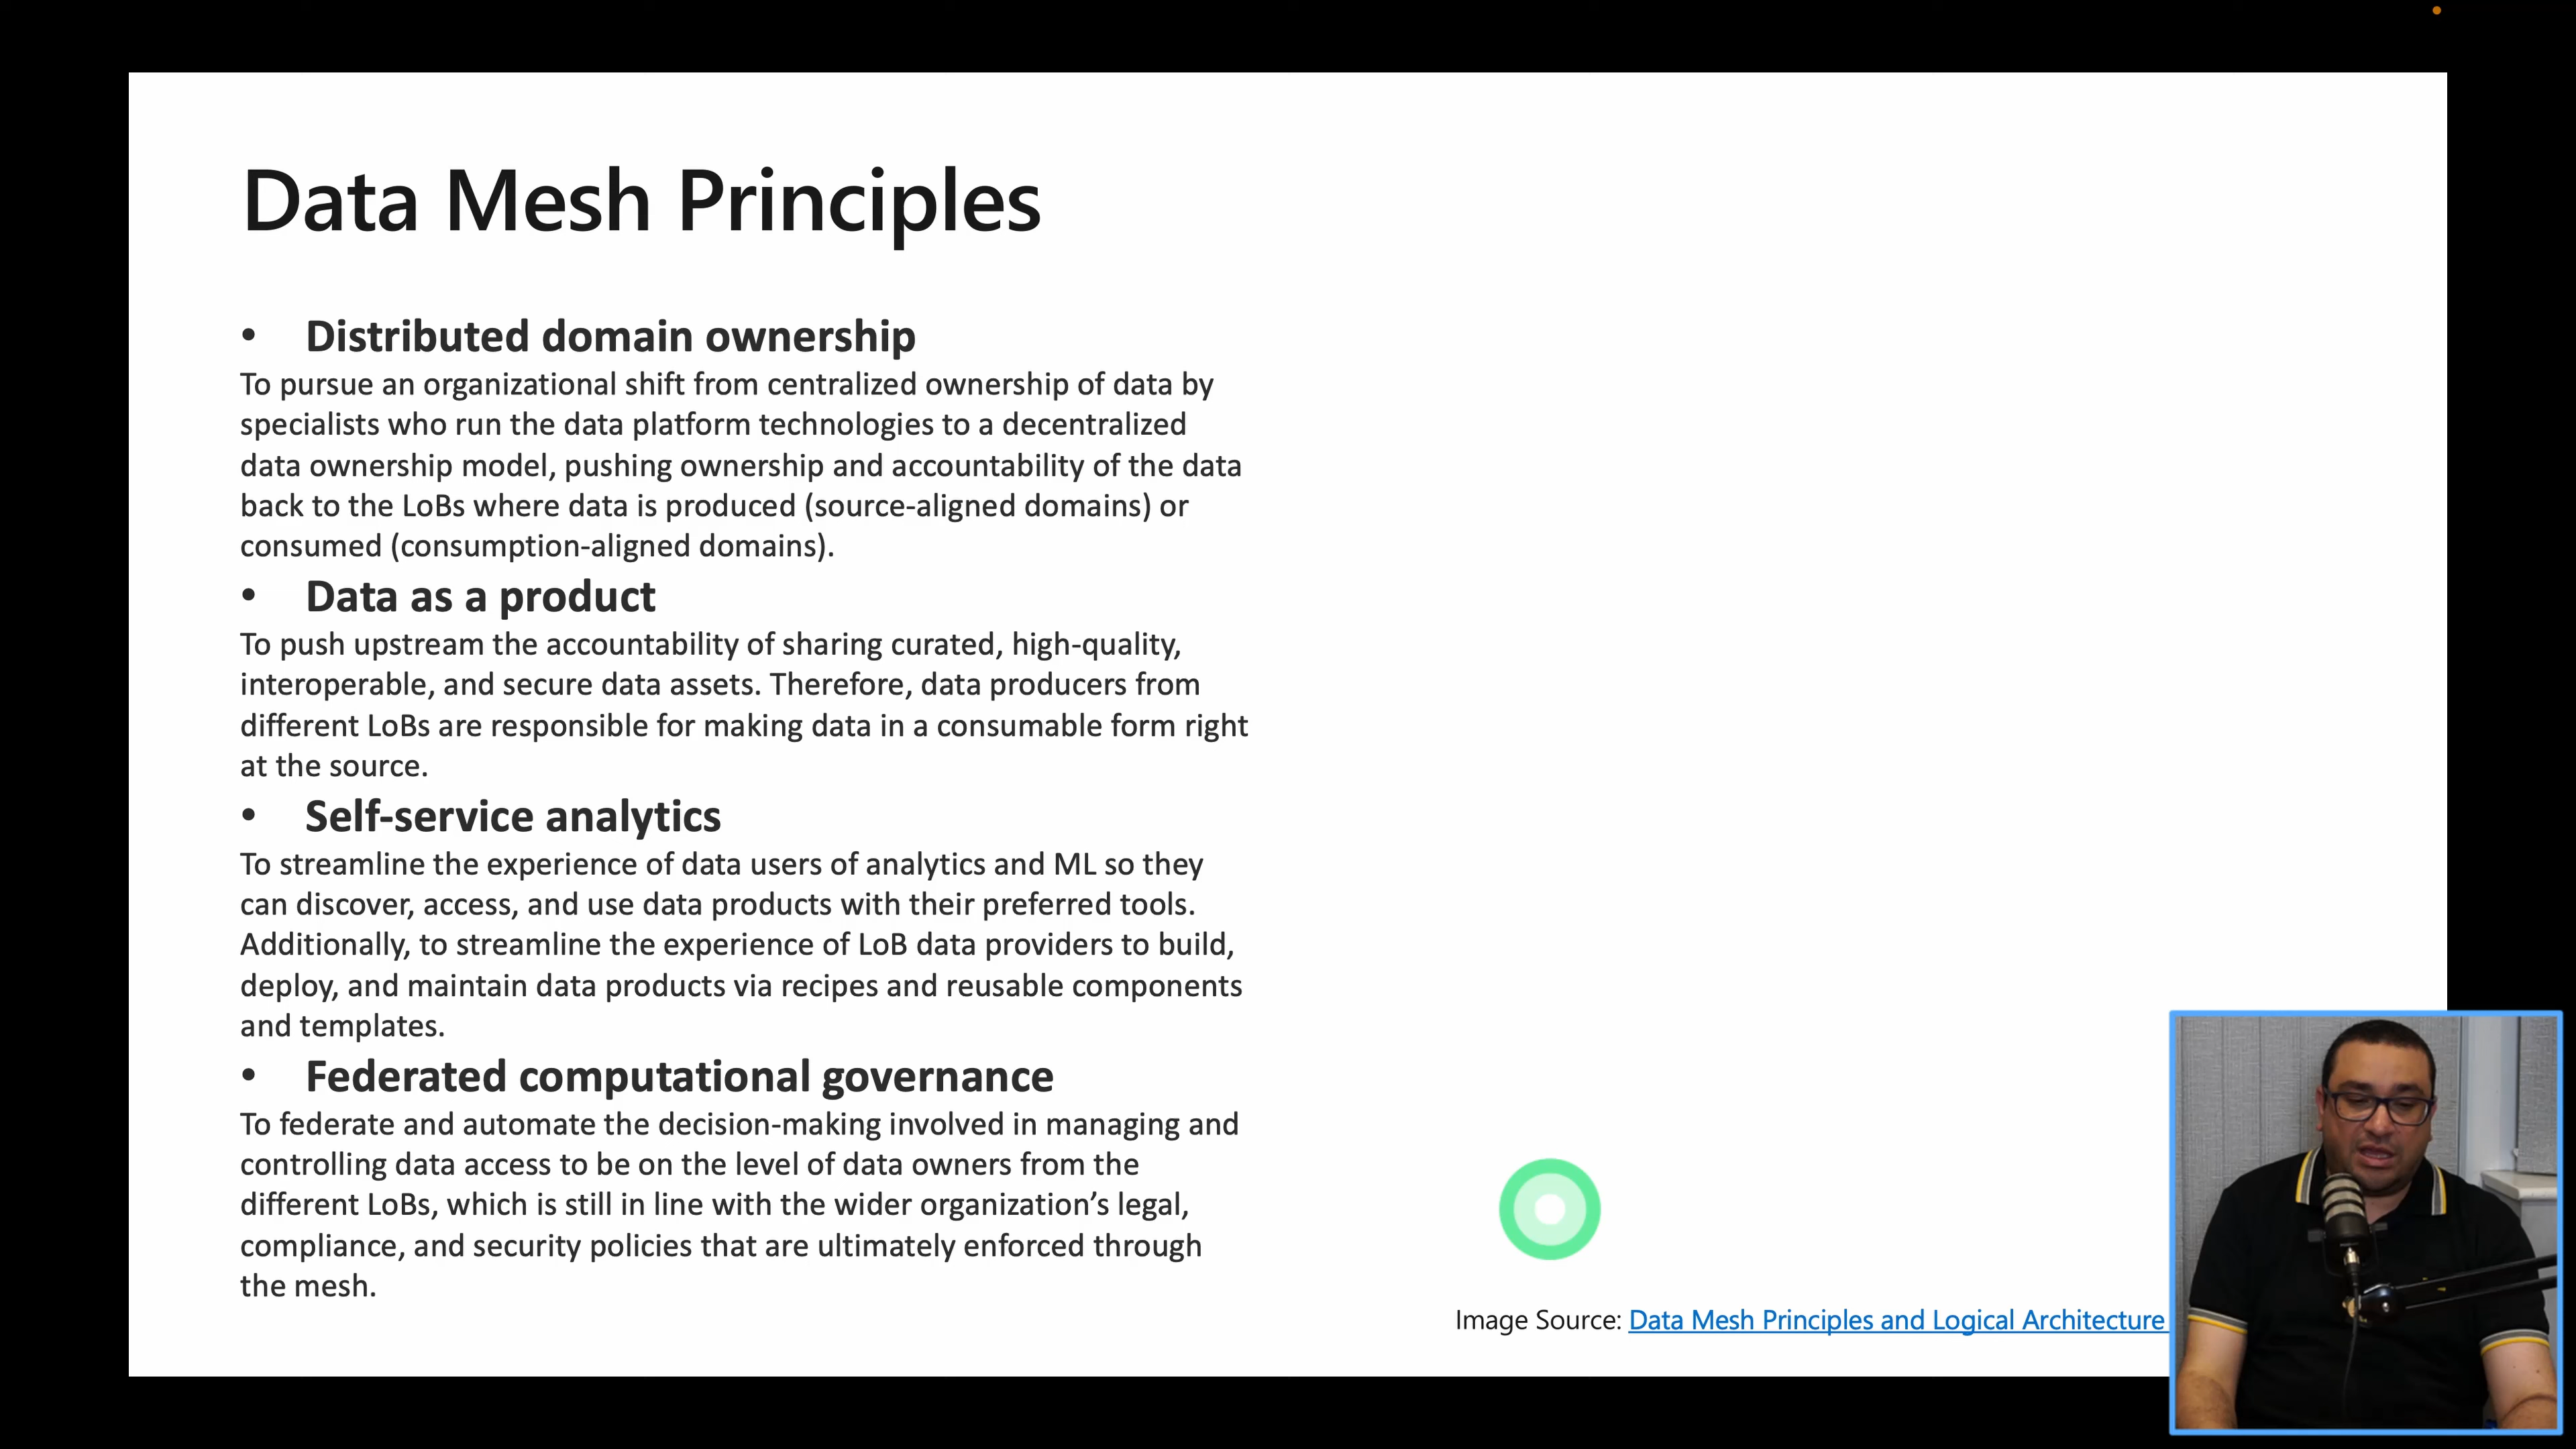 Data Mesh Principles
• Distributed domain ownership
To pursue an organizational shift from centralized ownership of data by
specialists who run the data platform technologies to a decentralized
data ownership model, pushing ownership and accountability of the data
back to the LoBs where data is produced (source-aligned domains) or
consumed (consumption-aligned domains).
• Data as a product
To push upstream the accountability of sharing curated, high-quality,
interoperable, and secure data assets. Therefore, data producers from
different LoBs are responsible for making data in a consumable form right
at the source.
• Self-service analytics
To streamline the experience of data users of analytics and ML so they
can discover, access, and use data products with their preferred tools.
Additionally, to streamline the experience of LoB data providers to build,
deploy, and maintain data products via recipes and reusable components
and templates.
• Federated computational governance
To federate and automate the decision-making involved in managing and
controlling data access to be on the level of data owners from the
different LoBs, which is still in line with the wider organization’s legal,
compliance, and security policies that are ultimately enforced through
the mesh.
Image Source: Data Mesh Principles and Logical Architecture